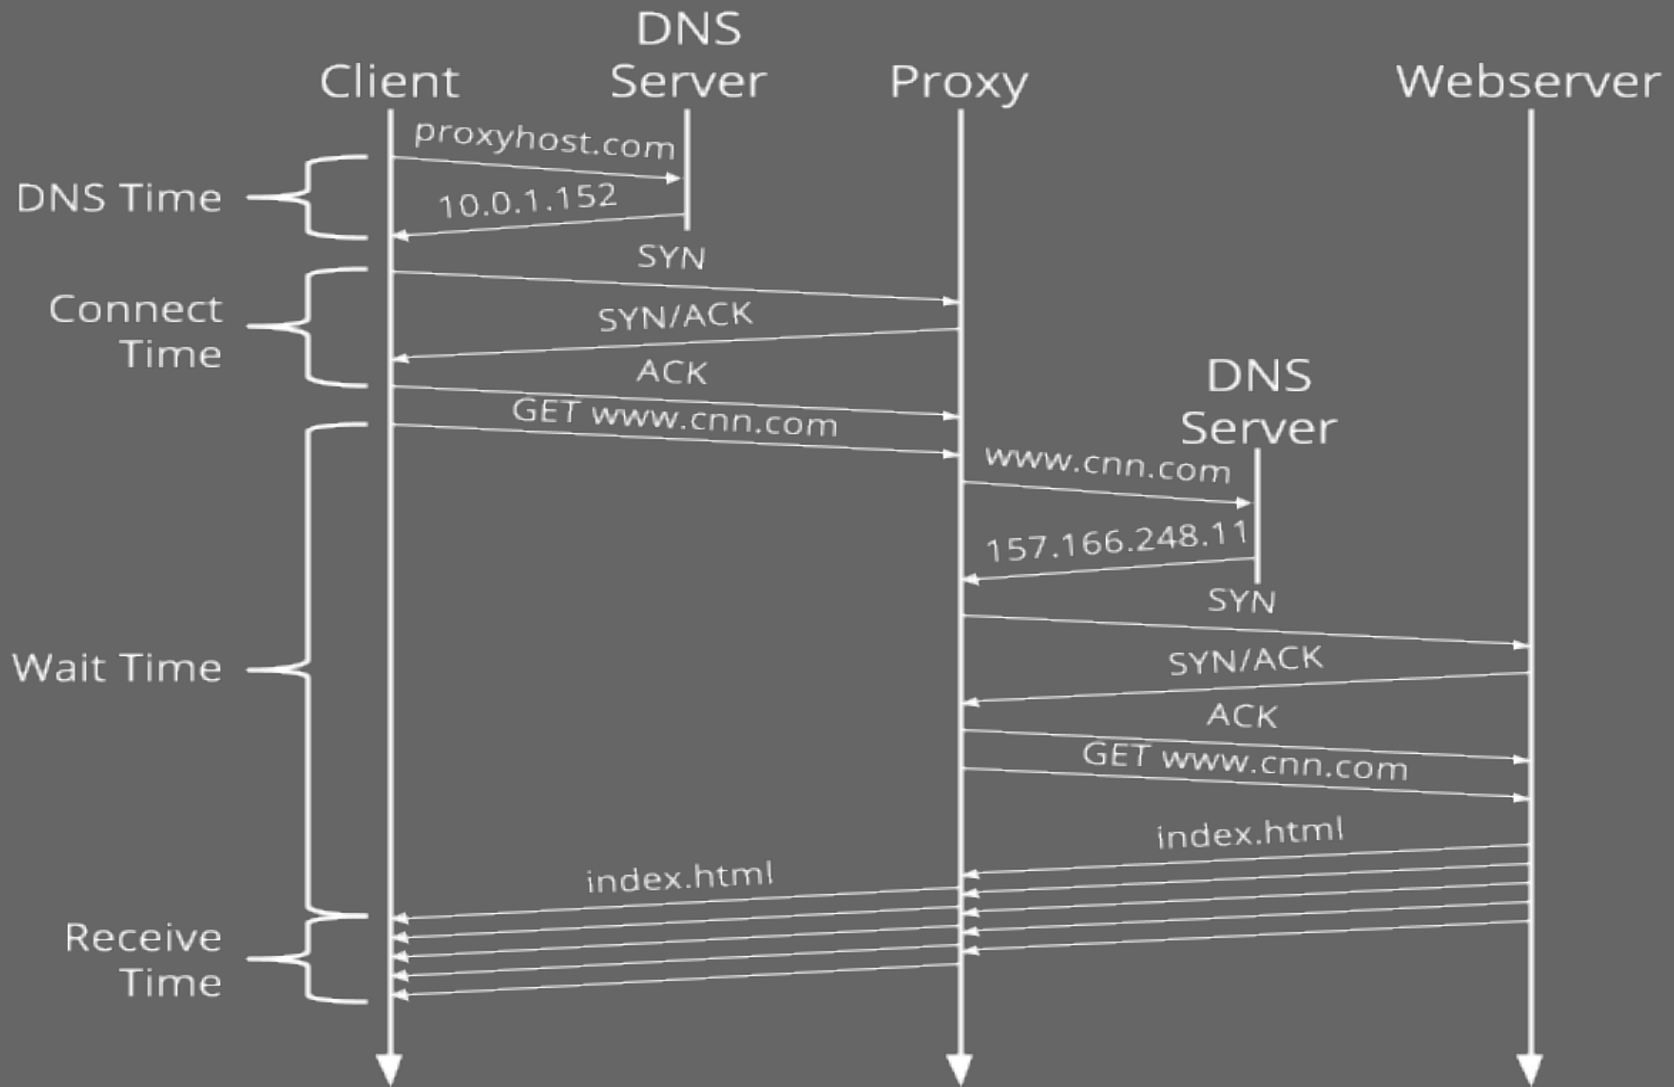 DNS
Server
Client
Proxy
Webserver
proxyhost.com
DNS Time
10.0.1.152
SYN
Connect
Time
SYN/ACK
ACK
GET www.cnn.com
DNS
Server
www.cnn.com
157.166.248.11
SYN
Wait Time
SYN/ACK
ACK
GET www.cnn.com
index.html
index.html
Receive
Time